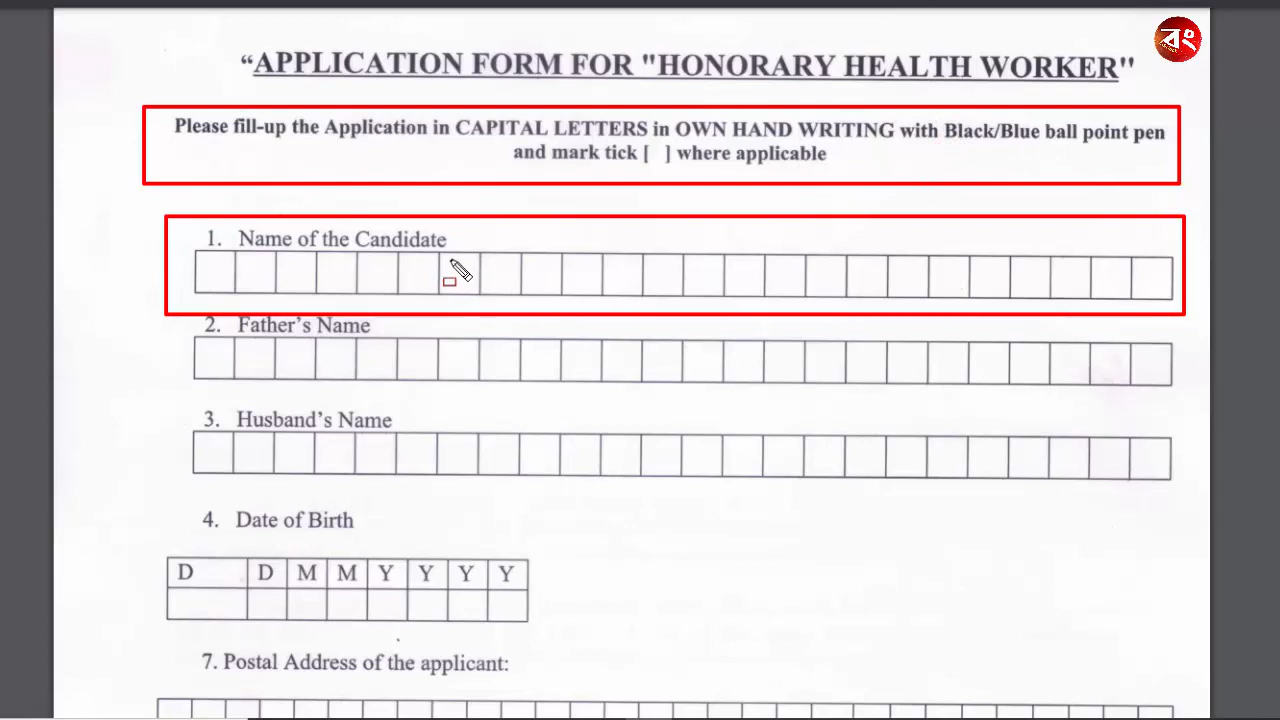 রং
“APPLICATION FORM FOR "HONORARY HEALTH WORKER"
Please fill-up the Application in CAPITAL LETTERS in OWN HAND WRITING with Black/Blue ball point pen
and mark tick [ ] where applicable
1. Name of the Candidate
2. Father’s Name
3. Husband’s Name
4. Date of Birth
D D M M Y Y Y Y
7. Postal Address of the applicant: